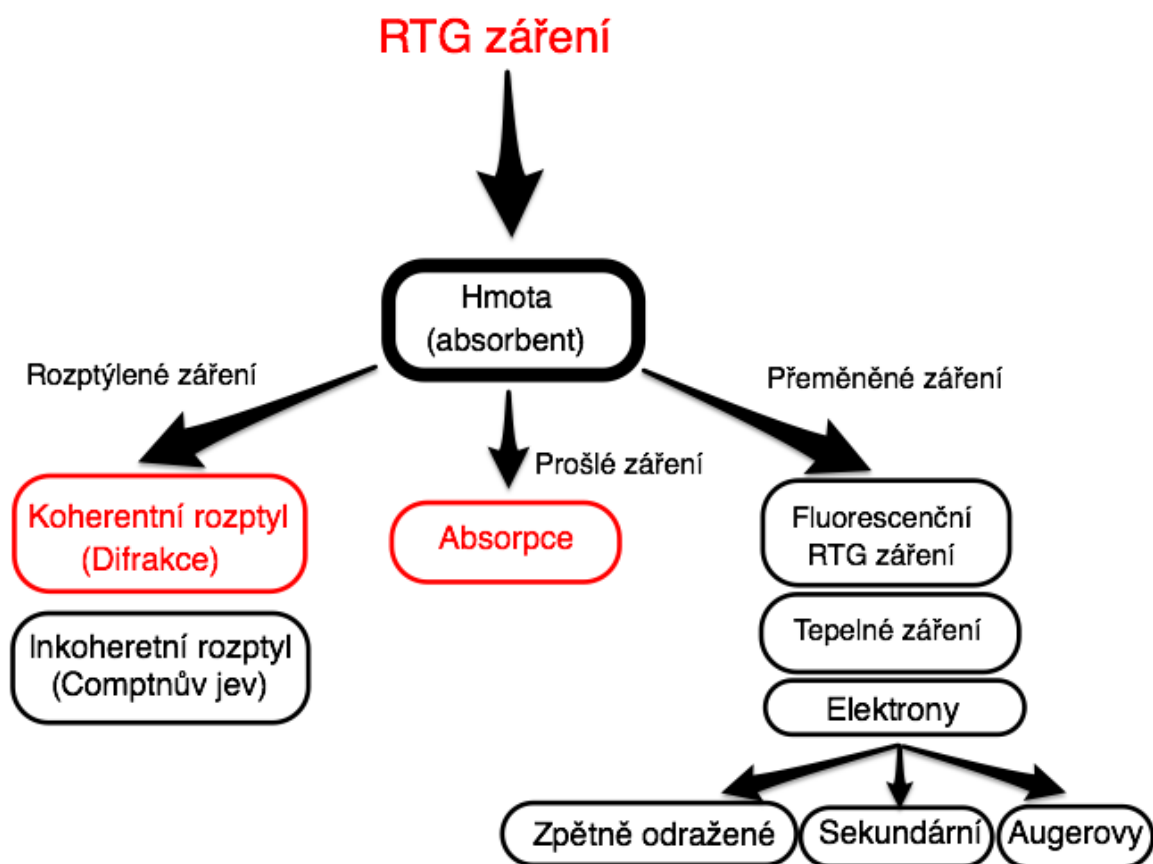 RTG záření
Hmota
(absorbent)
Rozptýlené záření
Přeměněné záření
Prošlé záření
Koherentní rozptyl
(Difrakce)
Absorpce
Fluorescenční
RTG záření
Inkoheretní rozptyl
(Comptnův jev)
Tepelné záření
Elektrony
Zpětně odražené
Sekundární
Augerovy